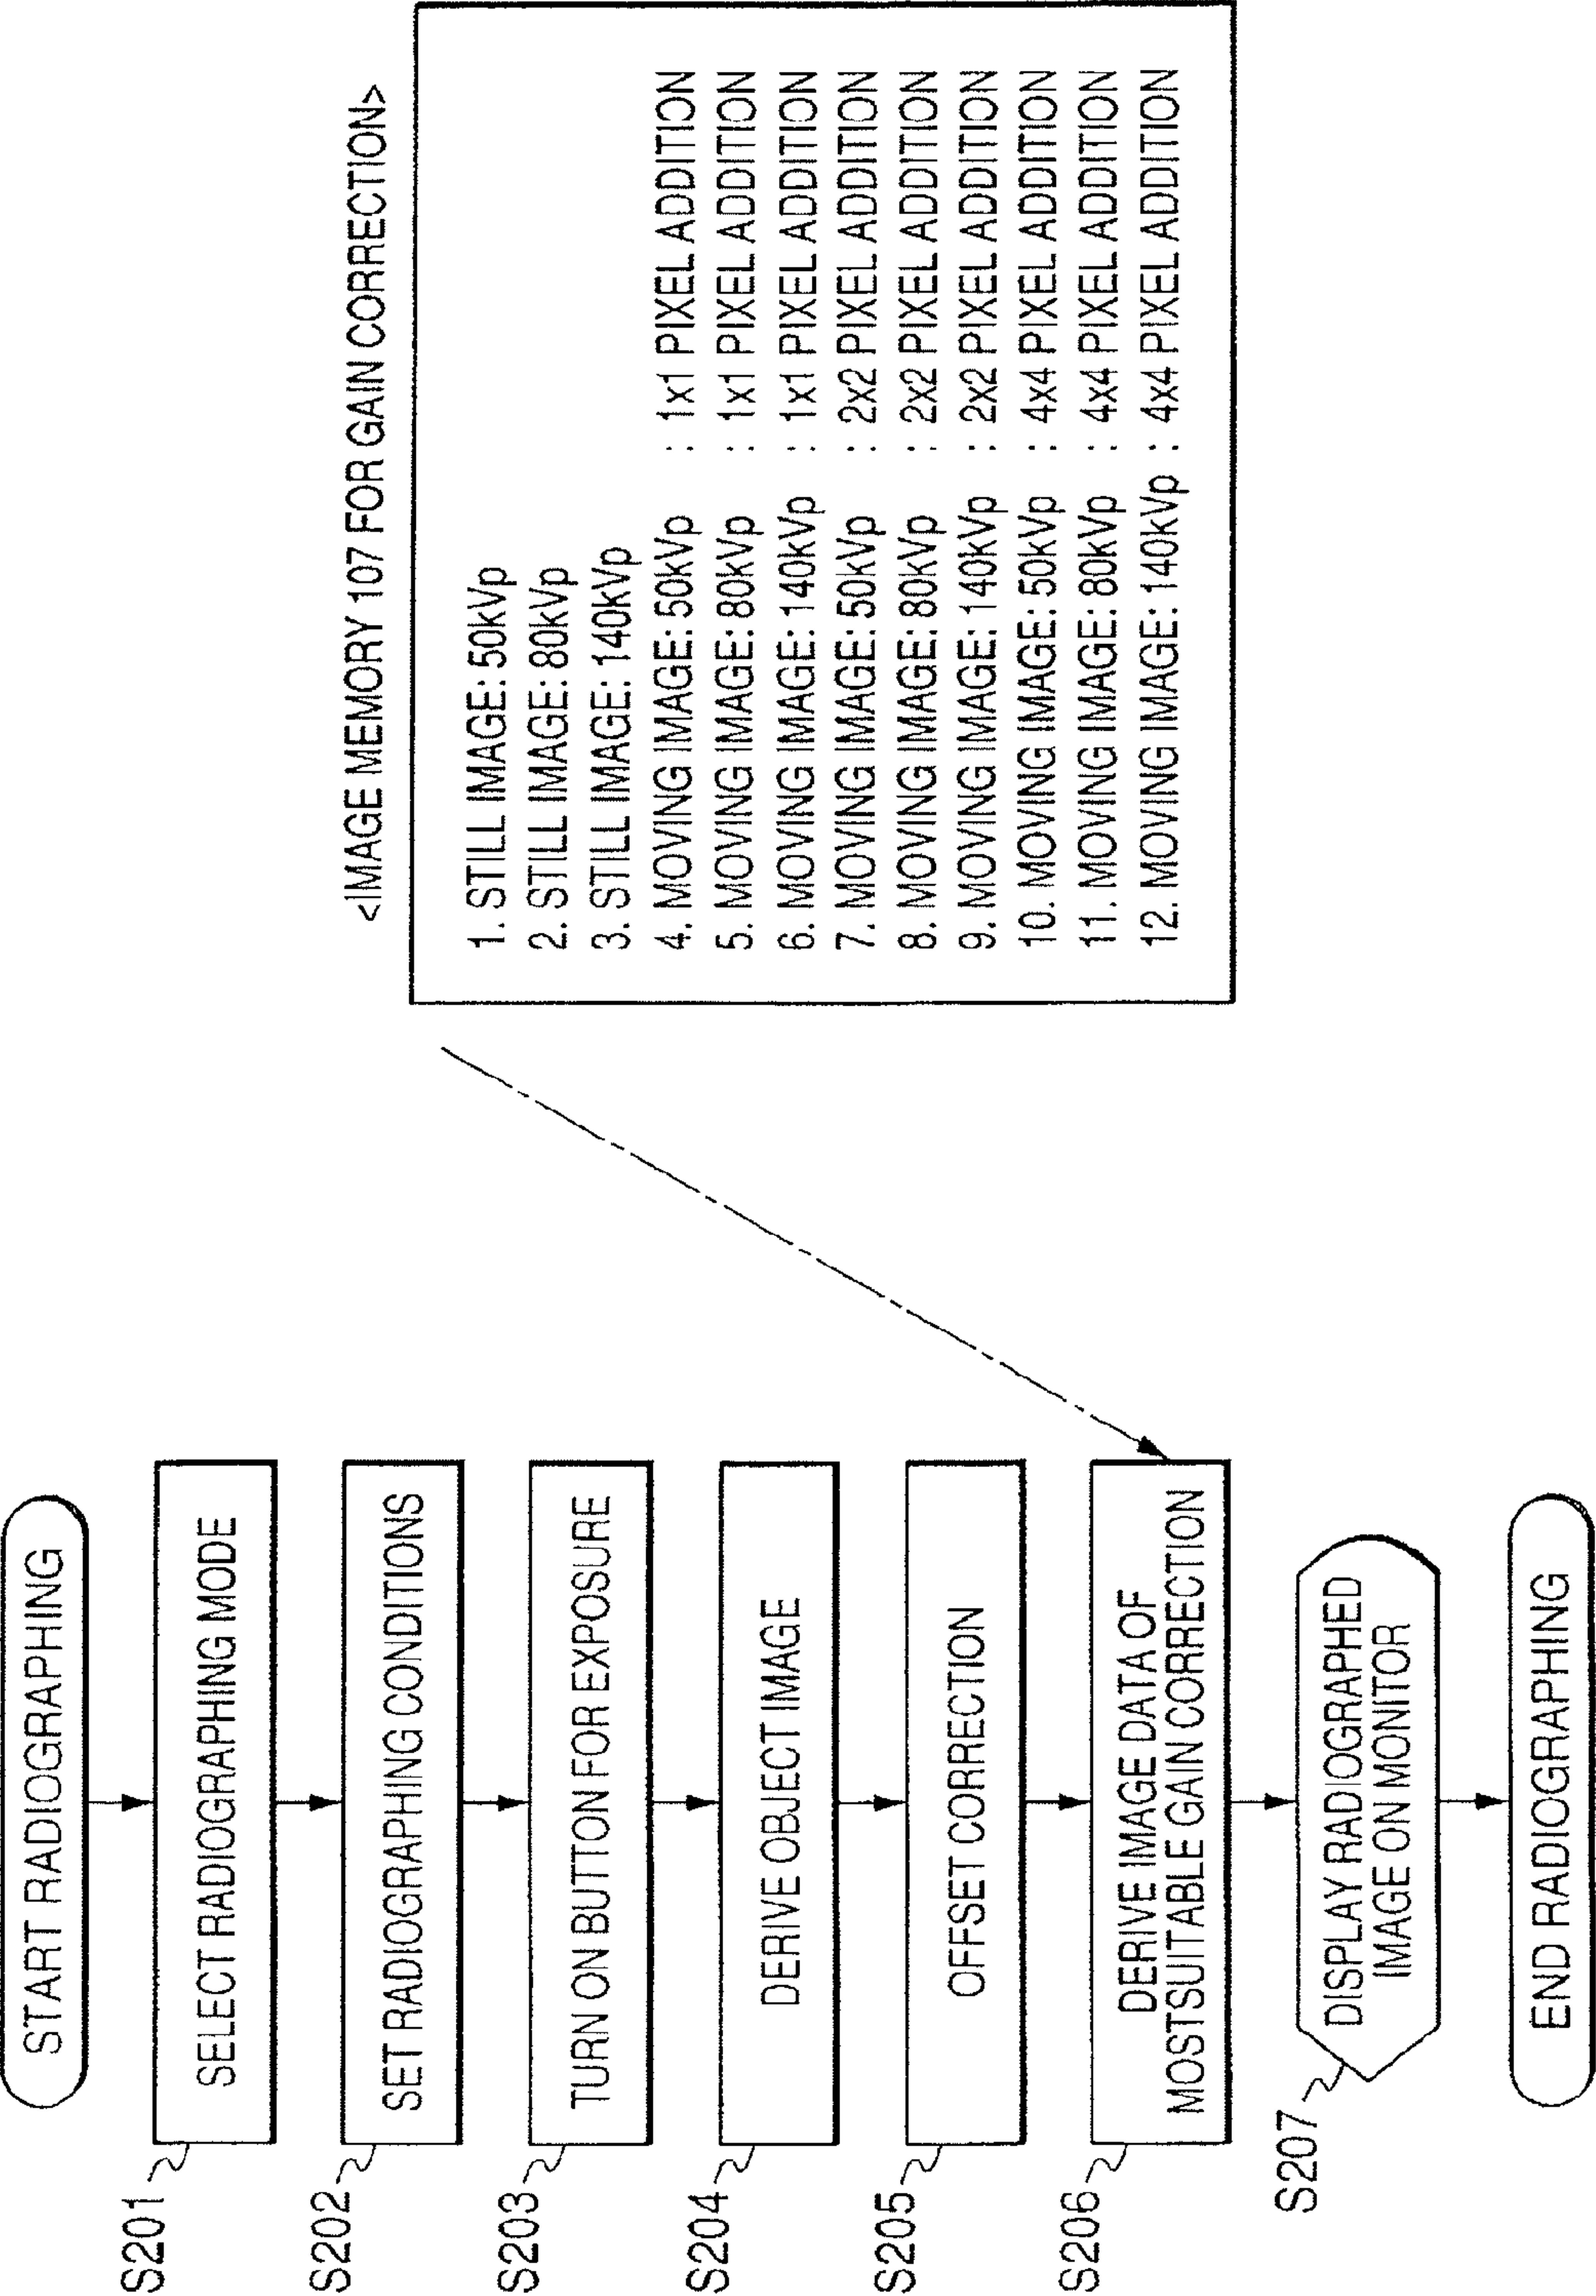 START RADIOGRAPHING
S201
SELECT RADIOGRAPHING MODE
S202
SET RADIOGRAPHING CONDITIONS
S203
TURN ON BUTTON FOR EXPOSURE
S204
DERIVE OBJECT IMAGE
S205
OFFSET CORRECTION
S206
DERIVE IMAGE DATA OF
MOSTSUITABLE GAIN CORRECTION
S207
DISPLAY RADIOGRAPHED
IMAGE ON MONITOR
END RADIOGRAPHING
<IMAGE MEMORY 107 FOR GAIN CORRECTION>
1. STILL IMAGE: 50kVp
2. STILL IMAGE: 80kVp
3. STILL IMAGE: 140kVp
4. MOVING IMAGE: 50kVp : 1x1 PIXEL ADDITION
5. MOVING IMAGE: 80kVp : 1x1 PIXEL ADDITION
6. MOVING IMAGE: 140kVp : 1x1 PIXEL ADDITION
7. MOVING IMAGE: 50kVp : 2x2 PIXEL ADDITION
8. MOVING IMAGE: 80kVp : 2x2 PIXEL ADDITION
9. MOVING IMAGE: 140kVp : 2x2 PIXEL ADDITION
10. MOVING IMAGE: 50kVp : 4x4 PIXEL ADDITION
11. MOVING IMAGE: 80kVp : 4x4 PIXEL ADDITION
12. MOVING IMAGE: 140kVp : 4x4 PIXEL ADDITION